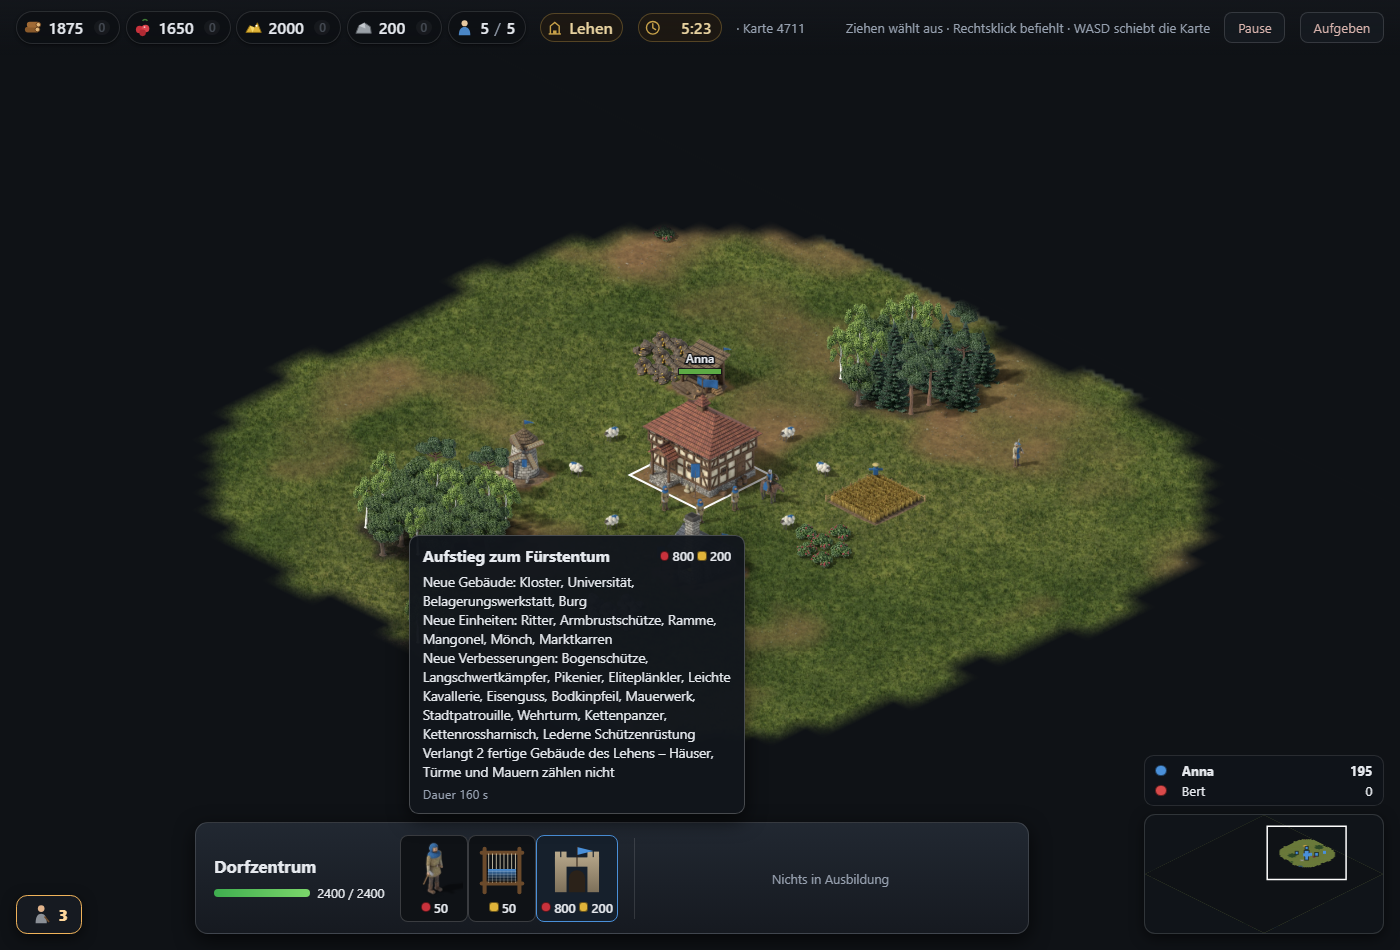 1875 0 1650 0 2000 0 200 0 5 / 5 Lehen 5:23 · Karte 4711 Ziehen wählt aus · Rechtsklick befiehlt · WASD schiebt die Karte Pause Aufgeben
Anna
Aufstieg zum Fürstentum 800 200
Neue Gebäude: Kloster, Universität,
Belagerungswerkstatt, Burg
Neue Einheiten: Ritter, Armbrustschütze, Ramme,
Mangonel, Mönch, Marktkarren
Neue Verbesserungen: Bogenschütze,
Langschwertkämpfer, Pikenier, Eliteplänkler, Leichte
Kavallerie, Eisenguss, Bodkinpfeil, Mauerwerk,
Stadtpatrouille, Wehrturm, Kettenpanzer,
Kettenrossharnisch, Lederne Schützenrüstung
Verlangt 2 fertige Gebäude des Lehens – Häuser,
Türme und Mauern zählen nicht
Dauer 160 s
Anna 195
Bert 0
Dorfzentrum
2400 / 2400
50 50 800 200
Nichts in Ausbildung
3